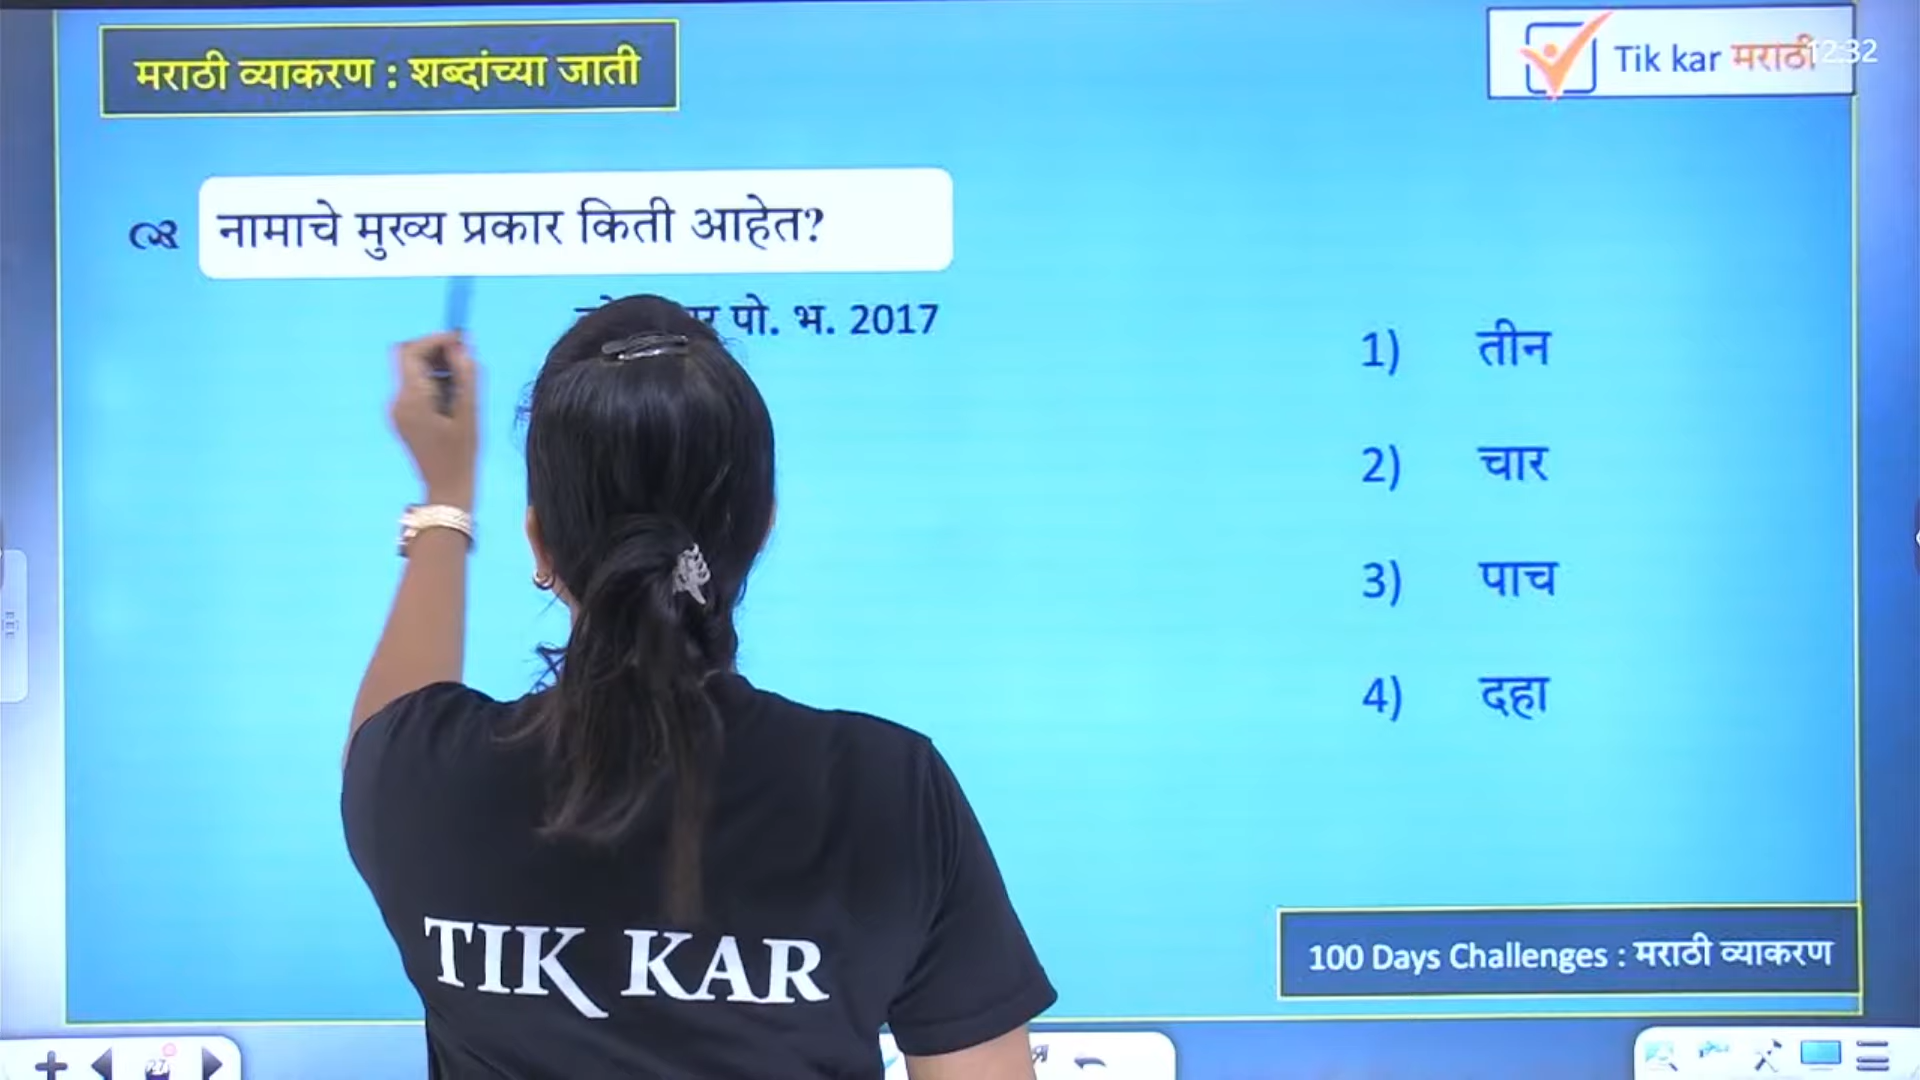 मराठी व्याकरण : शब्दांच्या जाती
Tik kar मराठी
12:32
नामाचे मुख्य प्रकार किती आहेत?
पो. भ. 2017
1) तीन
2) चार
3) पाच
4) दहा
TIK KAR
100 Days Challenges : मराठी व्याकरण
27